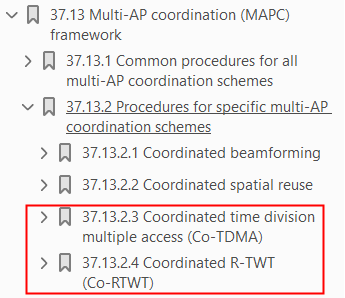 37.13 Multi-AP coordination (MAPC)
framework
37.13.1 Common procedures for all
multi-AP coordination schemes
37.13.2 Procedures for specific multi-AP
coordination schemes
37.13.2.1 Coordinated beamforming
37.13.2.2 Coordinated spatial reuse
37.13.2.3 Coordinated time division
multiple access (Co-TDMA)
37.13.2.4 Coordinated R-TWT
(Co-RTWT)